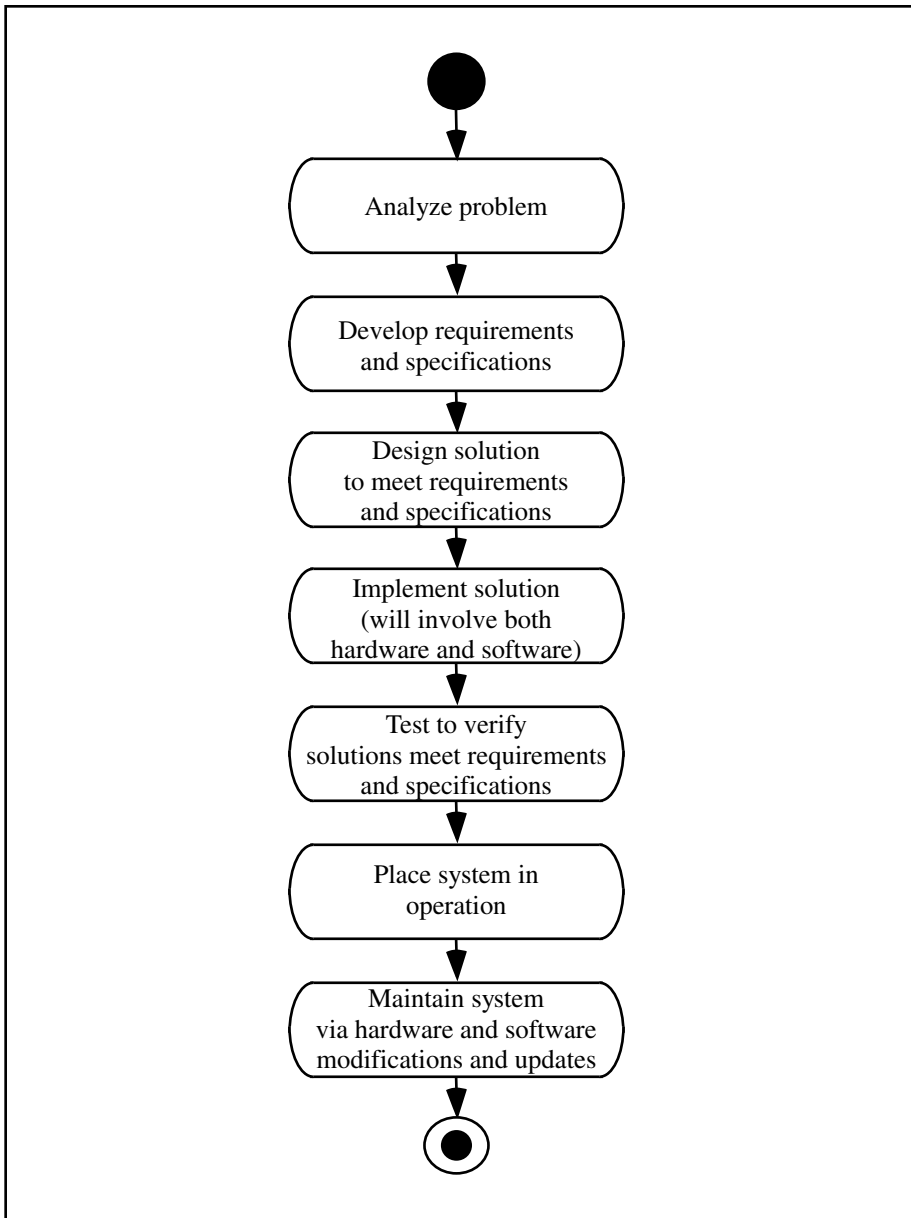 Analyze problem
Develop requirements
and specifications
Design solution
to meet requirements
and specifications
Implement solution
(will involve both
hardware and software)
Test to verify
solutions meet requirements
and specifications
Place system in
operation
Maintain system
via hardware and software
modifications and updates